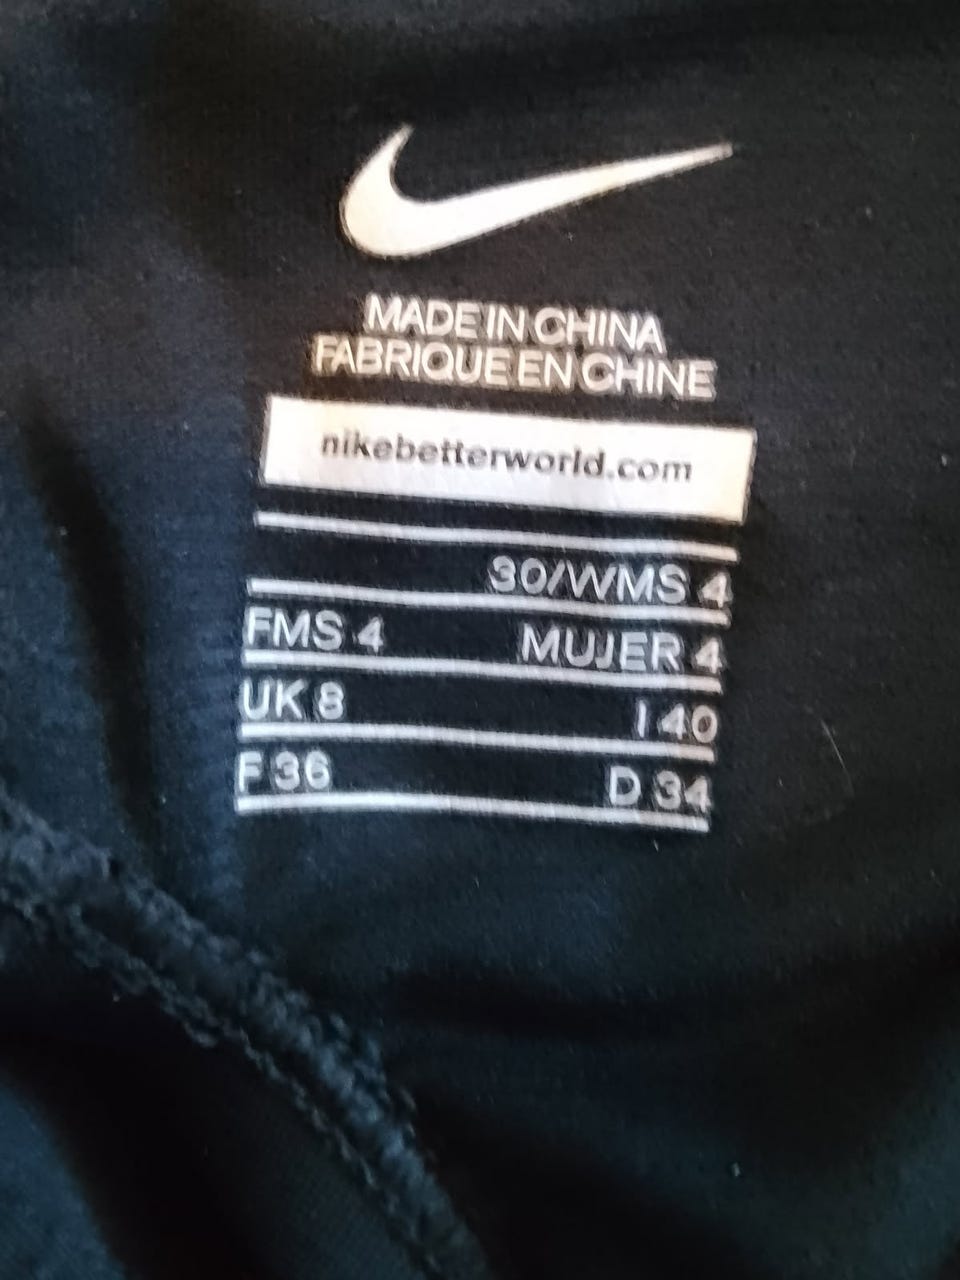 MADE IN CHINA
FABRIQUE EN CHINE
nikebetterworld.com
30/WMS 4
FMS 4 MUJER 4
UK 8 I 40
F 36 D 34